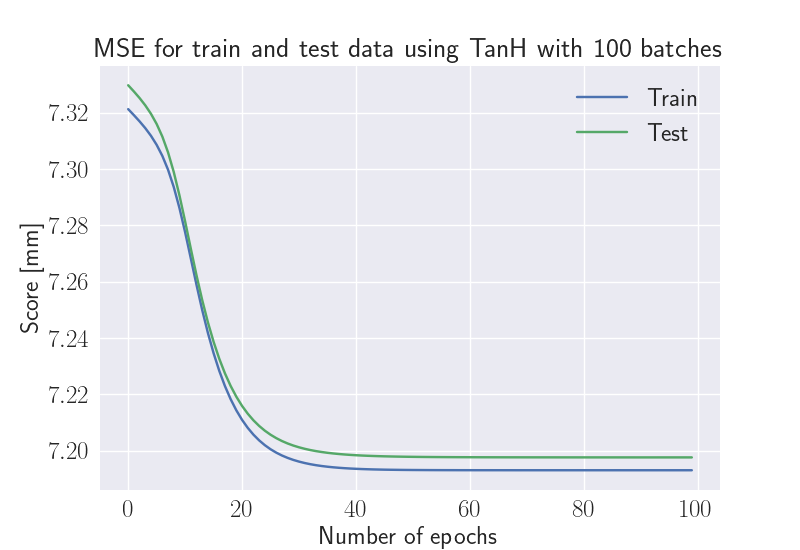 MSE for train and test data using TanH with 100 batches
Train
Test
7.32
7.30
7.28
7.26
7.24
7.22
7.20
Score [mm]
0 20 40 60 80 100
Number of epochs